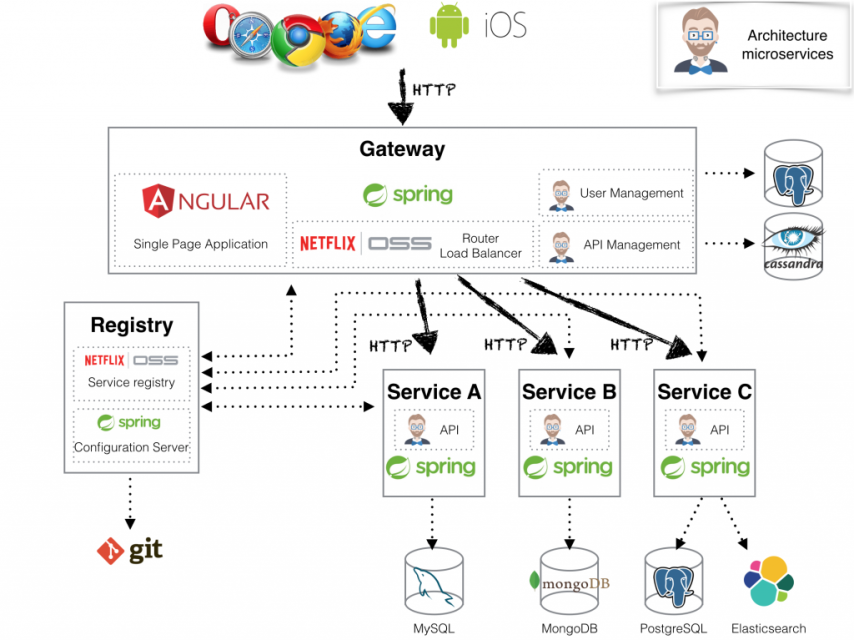 iOS
Architecture
microservices
HTTP
Gateway
ANGULAR
Single Page Application
spring
NETFLIX OSS
Router
Load Balancer
User Management
API Management
cassandra
Registry
NETFLIX OSS
Service registry
spring
Configuration Server
git
HTTP
HTTP
HTTP
Service A
API
spring
Service B
API
spring
Service C
API
spring
MySQL
mongoDB
MongoDB
PostgreSQL
Elasticsearch